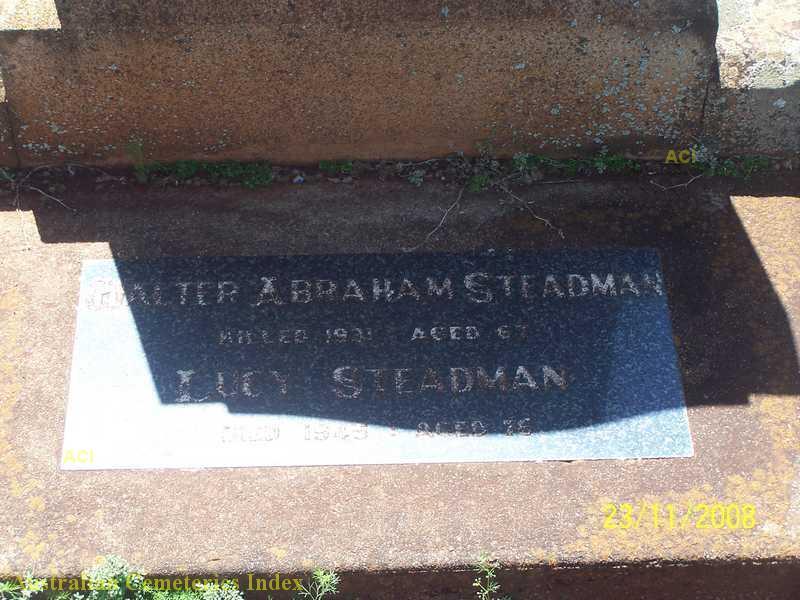 ACI
WALTER ABRAHAM STEADMAN
KILLED 1931 AGED 67
LUCY STEADMAN
DIED 1949 AGED 76
ACI
23/11/2008
Australian Cemeteries Index